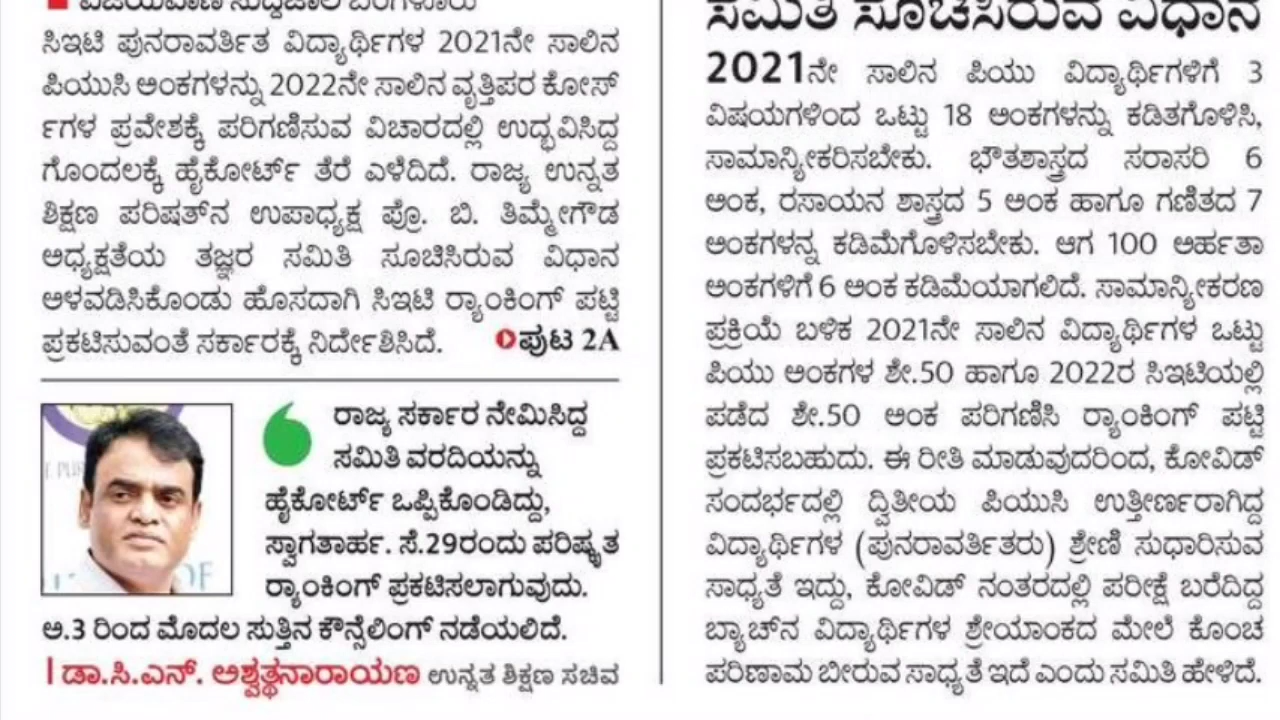 ವಿಜಯವಾಣಿ ಸುದ್ದಿಜಾಲ ಬೆಂಗಳೂರು
ಸಿಇಟಿ ಪುನರಾವರ್ತಿತ ವಿದ್ಯಾರ್ಥಿಗಳ 2021ನೇ ಸಾಲಿನ
ಪಿಯುಸಿ ಅಂಕಗಳನ್ನು 2022ನೇ ಸಾಲಿನ ವೃತ್ತಿಪರ ಕೋಸ್
ರ್ಗಳ ಪ್ರವೇಶಕ್ಕೆ ಪರಿಗಣಿಸುವ ವಿಚಾರದಲ್ಲಿ ಉದ್ಭವಿಸಿದ್ದ
ಗೊಂದಲಕ್ಕೆ ಹೈಕೋರ್ಟ್ ತೆರೆ ಎಳೆದಿದೆ. ರಾಜ್ಯ ಉನ್ನತ
ಶಿಕ್ಷಣ ಪರಿಷತ್‌ನ ಉಪಾಧ್ಯಕ್ಷ ಪ್ರೊ. ಬಿ. ತಿಮ್ಮೇಗೌಡ
ಅಧ್ಯಕ್ಷತೆಯ ತಜ್ಞರ ಸಮಿತಿ ಸೂಚಿಸಿರುವ ವಿಧಾನ
ಅಳವಡಿಸಿಕೊಂಡು ಹೊಸದಾಗಿ ಸಿಇಟಿ ರ‍್ಯಾಂಕಿಂಗ್ ಪಟ್ಟಿ
ಪ್ರಕಟಿಸುವಂತೆ ಸರ್ಕಾರಕ್ಕೆ ನಿರ್ದೇಶಿಸಿದೆ. ಪುಟ 2A
ರಾಜ್ಯ ಸರ್ಕಾರ ನೇಮಿಸಿದ್ದ
ಸಮಿತಿ ವರದಿಯನ್ನು
ಹೈಕೋರ್ಟ್ ಒಪ್ಪಿಕೊಂಡಿದ್ದು,
ಸ್ವಾಗತಾರ್ಹ. ಸೆ.29ರಂದು ಪರಿಷ್ಕೃತ
ರ‍್ಯಾಂಕಿಂಗ್ ಪ್ರಕಟಿಸಲಾಗುವುದು.
ಅ.3 ರಿಂದ ಮೊದಲ ಸುತ್ತಿನ ಕೌನ್ಸೆಲಿಂಗ್ ನಡೆಯಲಿದೆ.
ಡಾ.ಸಿ.ಎನ್. ಅಶ್ವತ್ಥನಾರಾಯಣ ಉನ್ನತ ಶಿಕ್ಷಣ ಸಚಿವ
ಸಮಿತಿ ಸೂಚಿಸಿರುವ ವಿಧಾನ
2021ನೇ ಸಾಲಿನ ಪಿಯು ವಿದ್ಯಾರ್ಥಿಗಳಿಗೆ 3
ವಿಷಯಗಳಿಂದ ಒಟ್ಟು 18 ಅಂಕಗಳನ್ನು ಕಡಿತಗೊಳಿಸಿ,
ಸಾಮಾನ್ಯೀಕರಿಸಬೇಕು. ಭೌತಶಾಸ್ತ್ರದ ಸರಾಸರಿ 6
ಅಂಕ, ರಸಾಯನ ಶಾಸ್ತ್ರದ 5 ಅಂಕ ಹಾಗೂ ಗಣಿತದ 7
ಅಂಕಗಳನ್ನ ಕಡಿಮೆಗೊಳಿಸಬೇಕು. ಆಗ 100 ಅರ್ಹತಾ
ಅಂಕಗಳಿಗೆ 6 ಅಂಕ ಕಡಿಮೆಯಾಗಲಿದೆ. ಸಾಮಾನ್ಯೀಕರಣ
ಪ್ರಕ್ರಿಯೆ ಬಳಿಕ 2021ನೇ ಸಾಲಿನ ವಿದ್ಯಾರ್ಥಿಗಳ ಒಟ್ಟು
ಪಿಯು ಅಂಕಗಳ ಶೇ.50 ಹಾಗೂ 2022ರ ಸಿಇಟಿಯಲ್ಲಿ
ಪಡೆದ ಶೇ.50 ಅಂಕ ಪರಿಗಣಿಸಿ ರ‍್ಯಾಂಕಿಂಗ್ ಪಟ್ಟಿ
ಪ್ರಕಟಿಸಬಹುದು. ಈ ರೀತಿ ಮಾಡುವುದರಿಂದ, ಕೋವಿಡ್
ಸಂದರ್ಭದಲ್ಲಿ ದ್ವಿತೀಯ ಪಿಯುಸಿ ಉತ್ತೀರ್ಣರಾಗಿದ್ದ
ವಿದ್ಯಾರ್ಥಿಗಳ (ಪುನರಾವರ್ತಿತರು) ಶ್ರೇಣಿ ಸುಧಾರಿಸುವ
ಸಾಧ್ಯತೆ ಇದ್ದು, ಕೋವಿಡ್ ನಂತರದಲ್ಲಿ ಪರೀಕ್ಷೆ ಬರೆದಿದ್ದ
ಬ್ಯಾಚ್‌ನ ವಿದ್ಯಾರ್ಥಿಗಳ ಶ್ರೇಯಾಂಕದ ಮೇಲೆ ಕೊಂಚ
ಪರಿಣಾಮ ಬೀರುವ ಸಾಧ್ಯತೆ ಇದೆ ಎಂದು ಸಮಿತಿ ಹೇಳಿದೆ.